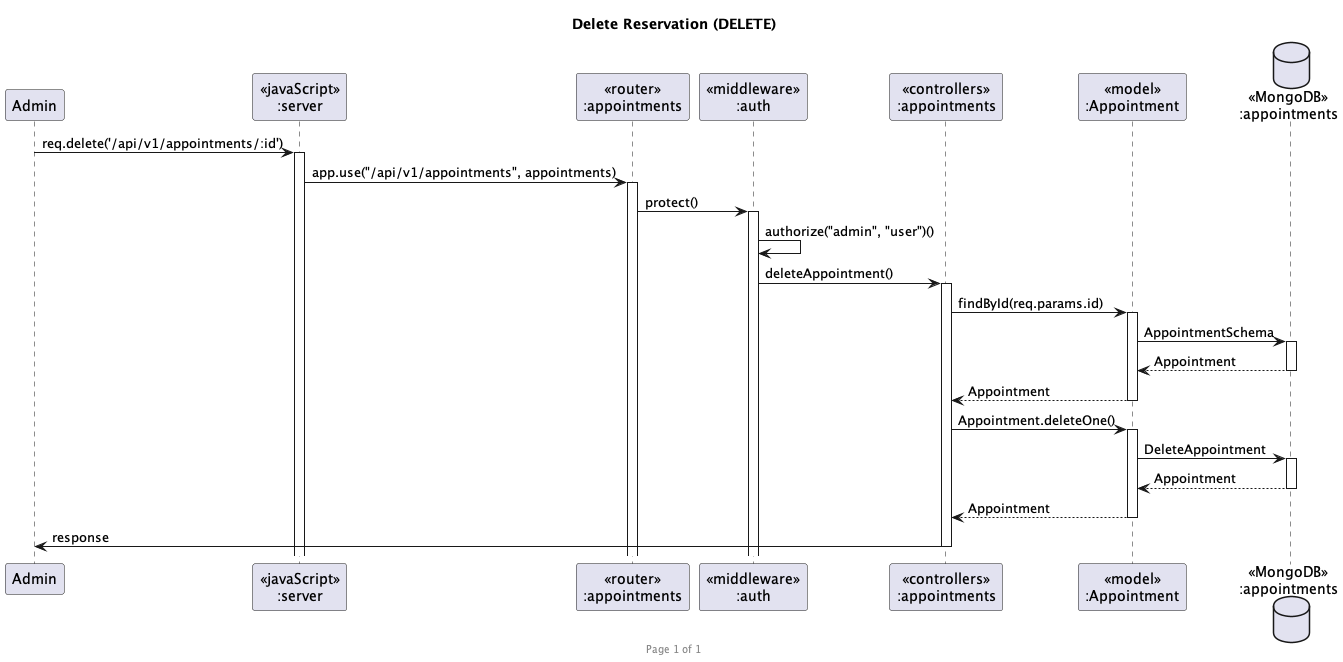 Delete Reservation (DELETE)
Admin
«javaScript»
:server
«router»
:appointments
«middleware»
:auth
«controllers»
:appointments
«model»
:Appointment
«MongoDB»
:appointments
req.delete('/api/v1/appointments/:id')
app.use("/api/v1/appointments", appointments)
protect()
authorize("admin", "user")()
deleteAppointment()
findById(req.params.id)
AppointmentSchema
Appointment
Appointment
Appointment.deleteOne()
DeleteAppointment
Appointment
Appointment
response
Admin
«javaScript»
:server
«router»
:appointments
«middleware»
:auth
«controllers»
:appointments
«model»
:Appointment
«MongoDB»
:appointments
Page 1 of 1